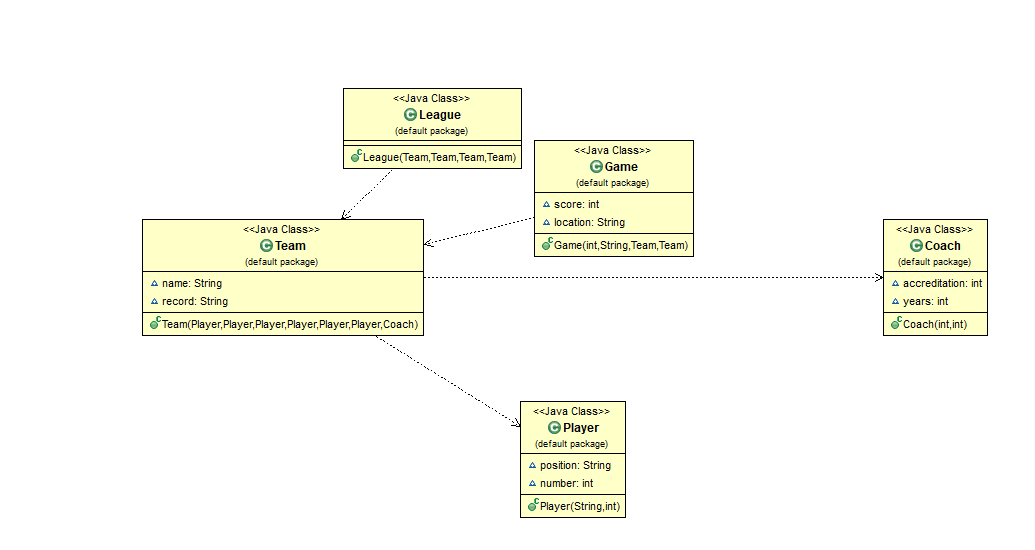 <<Java Class>>
League
(default package)
League(Team,Team,Team,Team)
<<Java Class>>
Game
(default package)
score: int
location: String
Game(int,String,Team,Team)
<<Java Class>>
Team
(default package)
name: String
record: String
Team(Player,Player,Player,Player,Player,Player,Coach)
<<Java Class>>
Coach
(default package)
accreditation: int
years: int
Coach(int,int)
<<Java Class>>
Player
(default package)
position: String
number: int
Player(String,int)